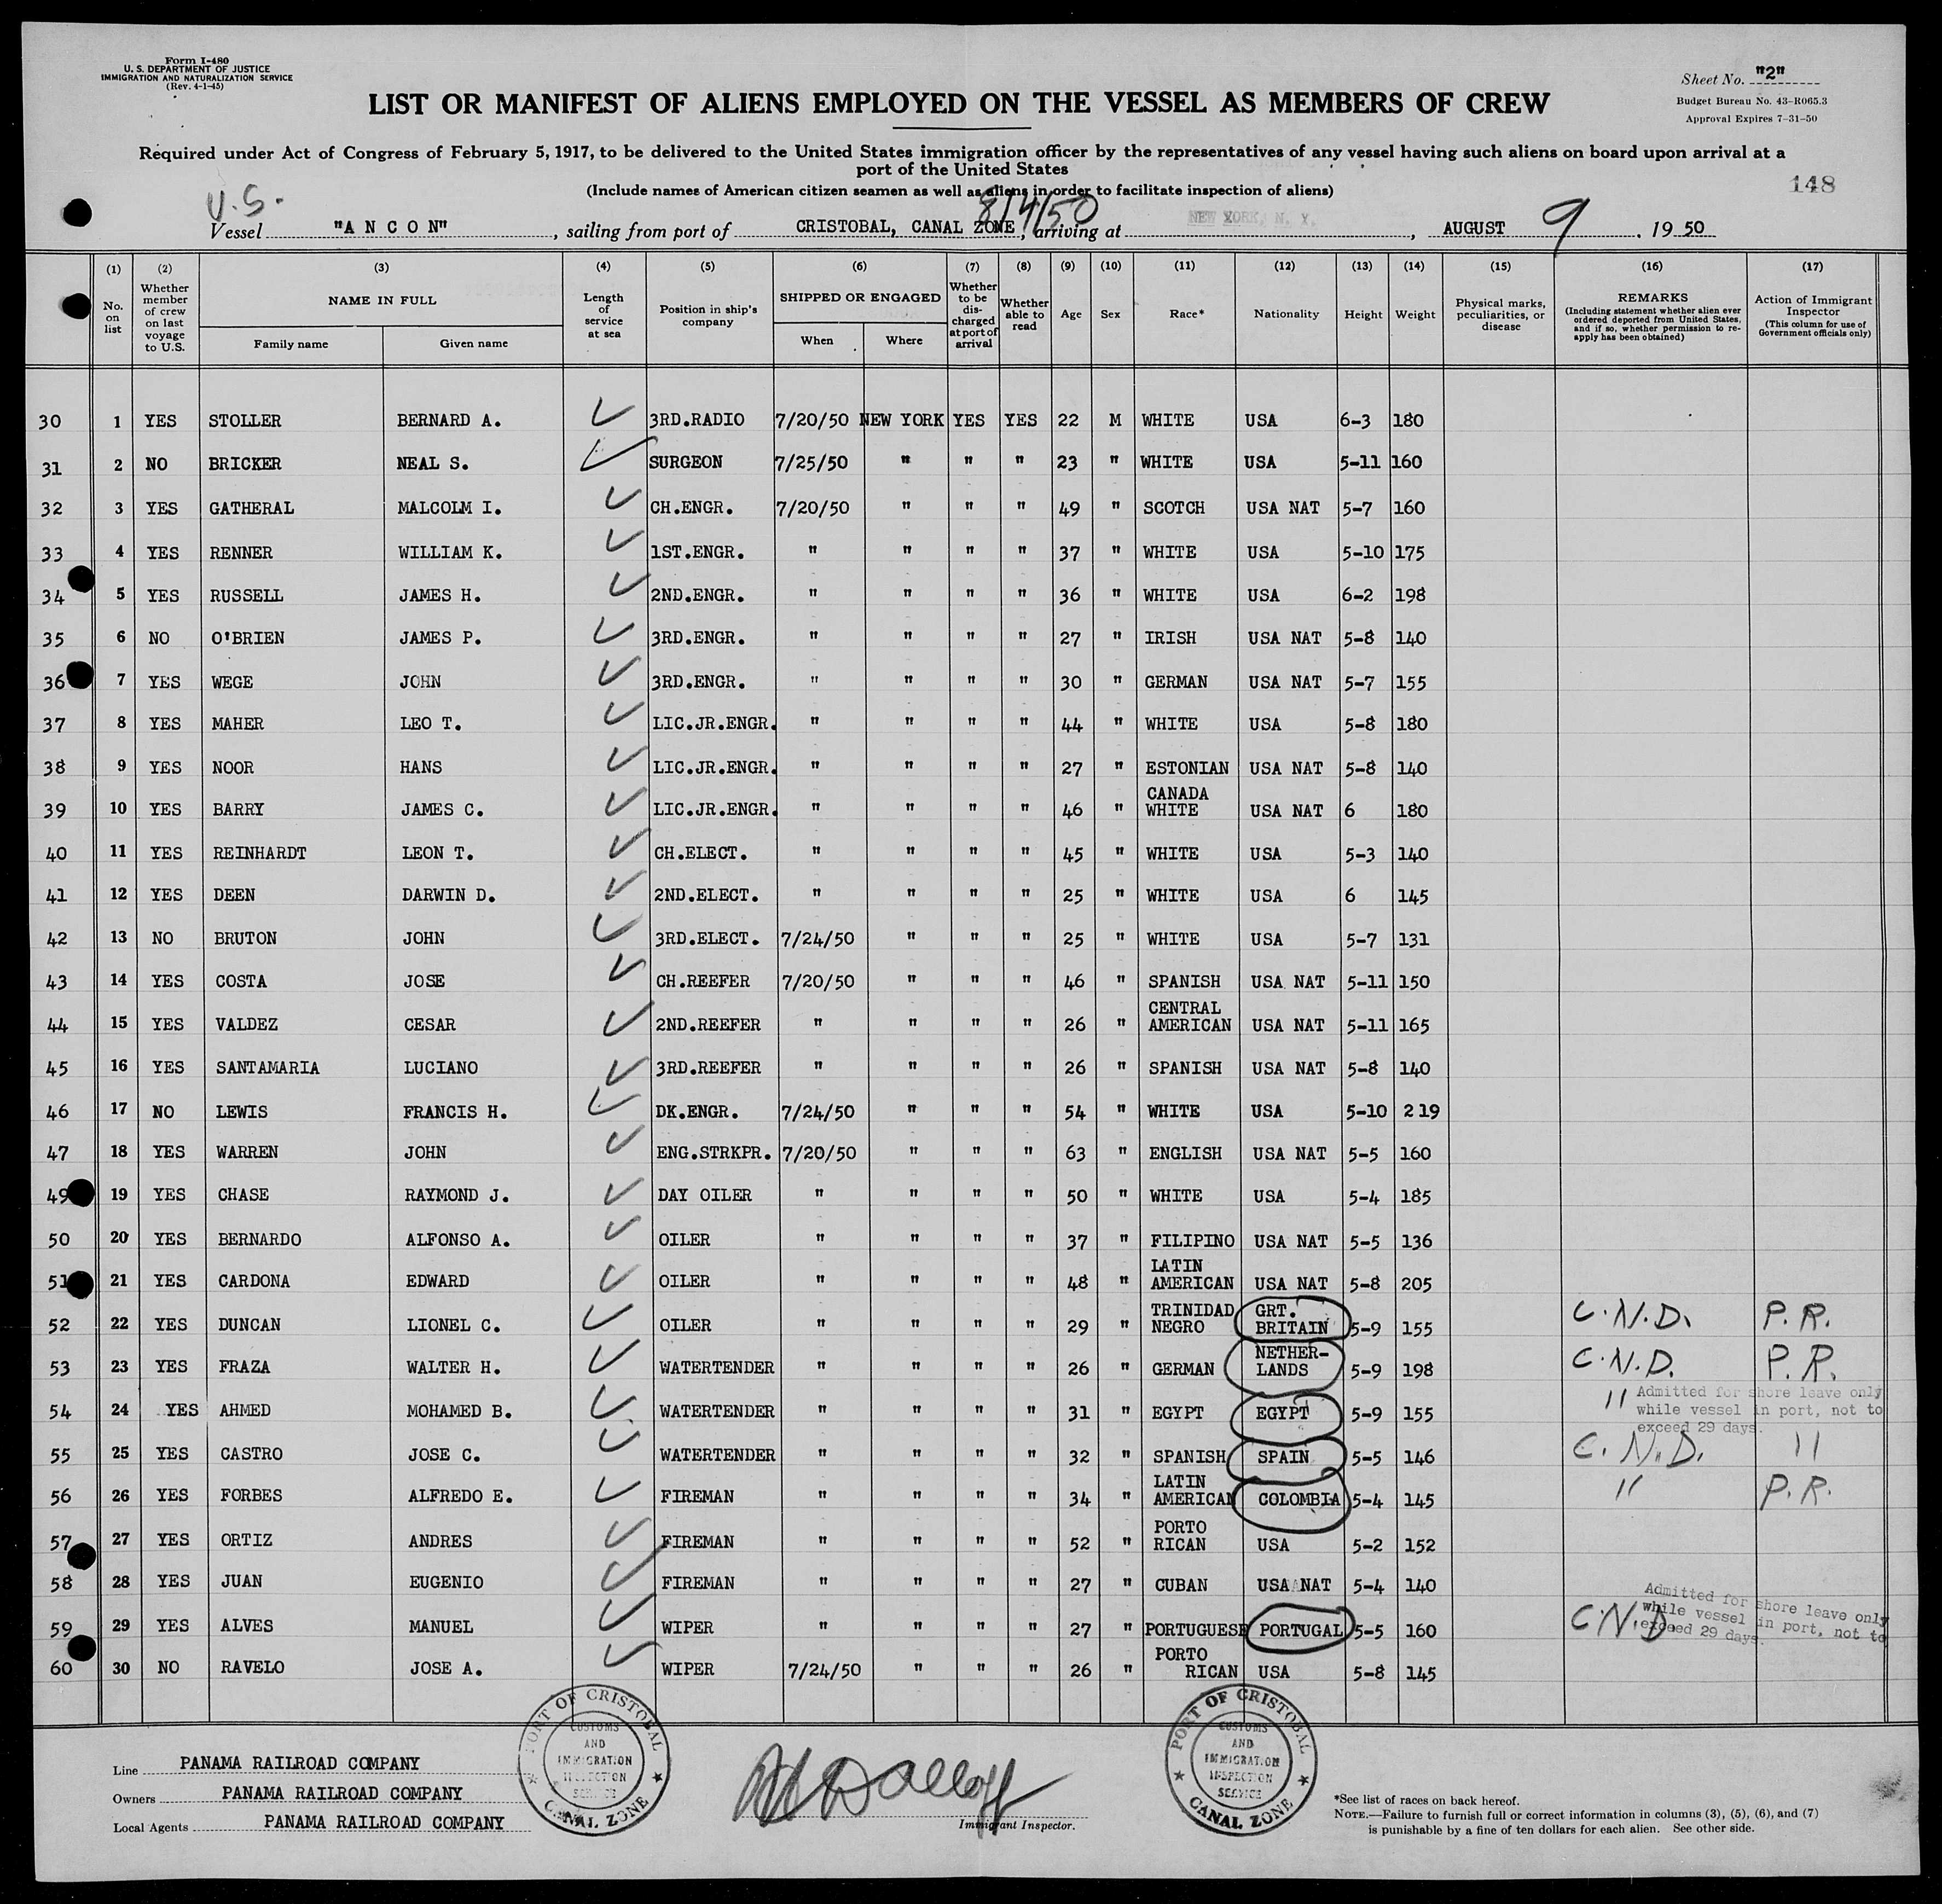 Form I-480
U. S. DEPARTMENT OF JUSTICE
IMMIGRATION AND NATURALIZATION SERVICE
(Rev. 4-1-45)
Sheet No. "2"
Budget Bureau No. 43-R065.3
Approval Expires 7-31-50
LIST OR MANIFEST OF ALIENS EMPLOYED ON THE VESSEL AS MEMBERS OF CREW
Required under Act of Congress of February 5, 1917, to be delivered to the United States immigration officer by the representatives of any vessel having such aliens on board upon arrival at a
port of the United States
(Include names of American citizen seamen as well as aliens in order to facilitate inspection of aliens)
148
U.S. 8/4/50
Vessel "A N C O N", sailing from port of CRISTOBAL, CANAL ZONE, arriving at NEW YORK, N. Y., AUGUST 9, 19 50
(1) No. on list (2) Whether member of crew on last voyage to U.S. (3) NAME IN FULL Family name Given name (4) Length of service at sea (5) Position in ship's company (6) SHIPPED OR ENGAGED When Where (7) Whether to be discharged at port of arrival (8) Whether able to read (9) Age (10) Sex (11) Race* (12) Nationality (13) Height (14) Weight (15) Physical marks, peculiarities, or disease (16) REMARKS (Including statement whether alien ever ordered deported from United States, and if so, whether permission to re-apply has been obtained) (17) Action of Immigrant Inspector (This column for use of Government officials only)
30 1 YES STOLLER BERNARD A. 3RD.RADIO 7/20/50 NEW YORK YES YES 22 M WHITE USA 6-3 180
31 2 NO BRICKER NEAL S. SURGEON 7/25/50 " " " 23 " WHITE USA 5-11 160
32 3 YES GATHERAL MALCOLM I. CH.ENGR. 7/20/50 " " " 49 " SCOTCH USA NAT 5-7 160
33 4 YES RENNER WILLIAM K. 1ST.ENGR. " " " " 37 " WHITE USA 5-10 175
34 5 YES RUSSELL JAMES H. 2ND.ENGR. " " " " 36 " WHITE USA 6-2 198
35 6 NO O'BRIEN JAMES P. 3RD.ENGR. " " " " 27 " IRISH USA NAT 5-8 140
36 7 YES WEGE JOHN 3RD.ENGR. " " " " 30 " GERMAN USA NAT 5-7 155
37 8 YES MAHER LEO T. LIC.JR.ENGR. " " " " 44 " WHITE USA 5-8 180
38 9 YES NOOR HANS LIC.JR.ENGR. " " " " 27 " ESTONIAN USA NAT 5-8 140
39 10 YES BARRY JAMES C. LIC.JR.ENGR. " " " " 46 " CANADA WHITE USA NAT 6 180
40 11 YES REINHARDT LEON T. CH.ELECT. " " " " 45 " WHITE USA 5-3 140
41 12 YES DEEN DARWIN D. 2ND.ELECT. " " " " 25 " WHITE USA 6 145
42 13 NO BRUTON JOHN 3RD.ELECT. 7/24/50 " " " 25 " WHITE USA 5-7 131
43 14 YES COSTA JOSE CH.REEFER 7/20/50 " " " 46 " SPANISH USA NAT 5-11 150
44 15 YES VALDEZ CESAR 2ND.REEFER " " " " 26 " CENTRAL AMERICAN USA NAT 5-11 165
45 16 YES SANTAMARIA LUCIANO 3RD.REEFER " " " " 26 " SPANISH USA NAT 5-8 140
46 17 NO LEWIS FRANCIS H. DK.ENGR. 7/24/50 " " " 54 " WHITE USA 5-10 219
47 18 YES WARREN JOHN ENG.STRKPR. 7/20/50 " " " 63 " ENGLISH USA NAT 5-5 160
49 19 YES CHASE RAYMOND J. DAY OILER " " " " 50 " WHITE USA 5-4 185
50 20 YES BERNARDO ALFONSO A. OILER " " " " 37 " FILIPINO USA NAT 5-5 136
51 21 YES CARDONA EDWARD OILER " " " " 48 " LATIN AMERICAN USA NAT 5-8 205
52 22 YES DUNCAN LIONEL C. OILER " " " " 29 " TRINIDAD NEGRO GRT. BRITAIN 5-9 155 C.N.D. P.R.
53 23 YES FRAZA WALTER H. WATERTENDER " " " " 26 " GERMAN NETHER-LANDS 5-9 198 C.N.D. P.R.
54 24 YES AHMED MOHAMED B. WATERTENDER " " " " 31 " EGYPT EGYPT 5-9 155 " Admitted for shore leave only while vessel in port, not to exceed 29 days.
55 25 YES CASTRO JOSE C. WATERTENDER " " " " 32 " SPANISH SPAIN 5-5 146 C.N.D. "
56 26 YES FORBES ALFREDO E. FIREMAN " " " " 34 " LATIN AMERICAN COLOMBIA 5-4 145 " P.R.
57 27 YES ORTIZ ANDRES FIREMAN " " " " 52 " PORTO RICAN USA 5-2 152
58 28 YES JUAN EUGENIO FIREMAN " " " " 27 " CUBAN USA NAT 5-4 140
59 29 YES ALVES MANUEL WIPER " " " " 27 " PORTUGUESE PORTUGAL 5-5 160 C.N.D. Admitted for shore leave only while vessel in port, not to exceed 29 days.
60 30 NO RAVELO JOSE A. WIPER 7/24/50 " " " 26 " PORTO RICAN USA 5-8 145
Line PANAMA RAILROAD COMPANY
Owners PANAMA RAILROAD COMPANY
Local Agents PANAMA RAILROAD COMPANY
PORT OF CRISTOBAL CUSTOMS AND IMMIGRATION INSPECTION SERVICE CANAL ZONE
Immigrant Inspector.
PORT OF CRISTOBAL CUSTOMS AND IMMIGRATION INSPECTION SERVICE CANAL ZONE
*See list of races on back hereof.
NOTE.—Failure to furnish full or correct information in columns (3), (5), (6), and (7)
is punishable by a fine of ten dollars for each alien. See other side.